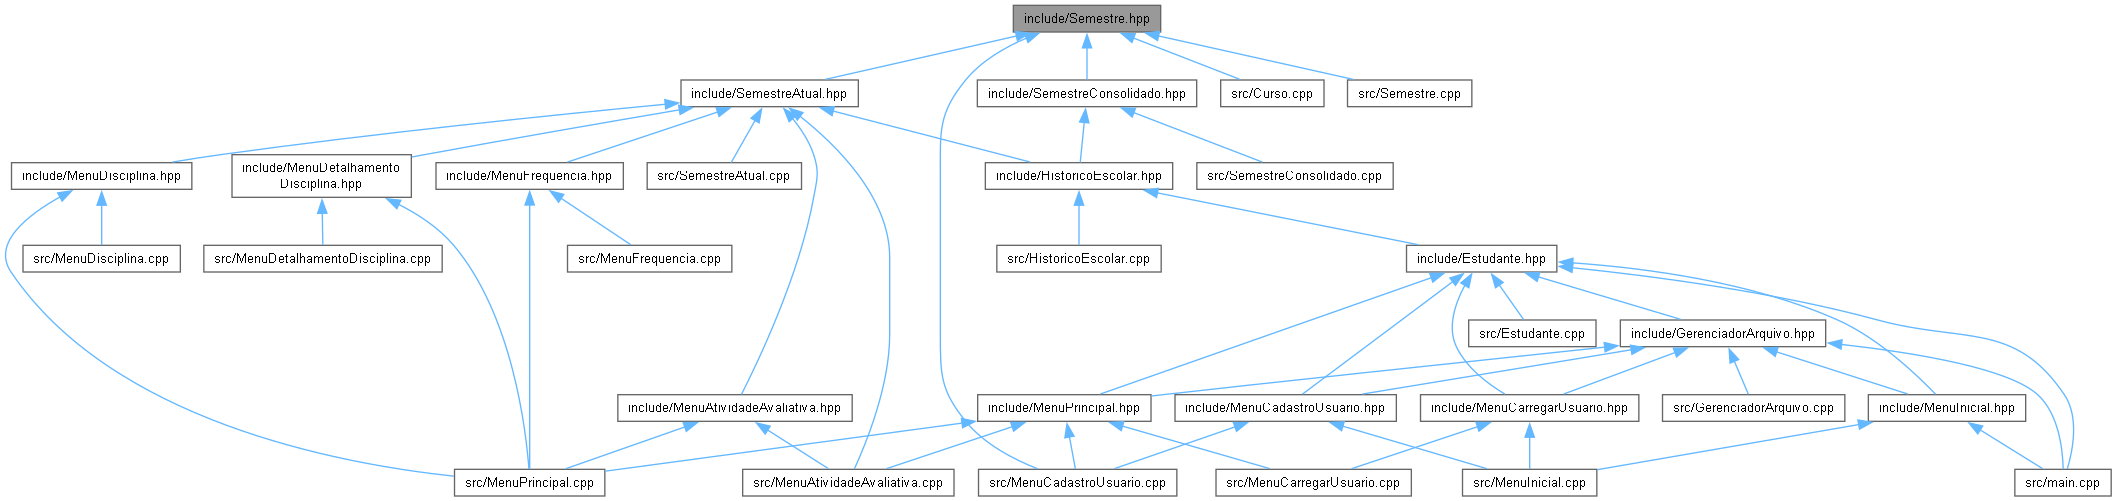 include/Semestre.hpp
include/SemestreAtual.hpp
include/SemestreConsolidado.hpp
src/Curso.cpp
src/Semestre.cpp
include/MenuDisciplina.hpp
include/MenuDetalhamento
Disciplina.hpp
include/MenuFrequencia.hpp
src/SemestreAtual.cpp
include/HistoricoEscolar.hpp
src/SemestreConsolidado.cpp
src/MenuDisciplina.cpp
src/MenuDetalhamentoDisciplina.cpp
src/MenuFrequencia.cpp
src/HistoricoEscolar.cpp
include/Estudante.hpp
src/Estudante.cpp
include/GerenciadorArquivo.hpp
include/MenuAtividadeAvaliativa.hpp
include/MenuPrincipal.hpp
include/MenuCadastroUsuario.hpp
include/MenuCarregarUsuario.hpp
src/GerenciadorArquivo.cpp
include/MenuInicial.hpp
src/MenuPrincipal.cpp
src/MenuAtividadeAvaliativa.cpp
src/MenuCadastroUsuario.cpp
src/MenuCarregarUsuario.cpp
src/MenuInicial.cpp
src/main.cpp